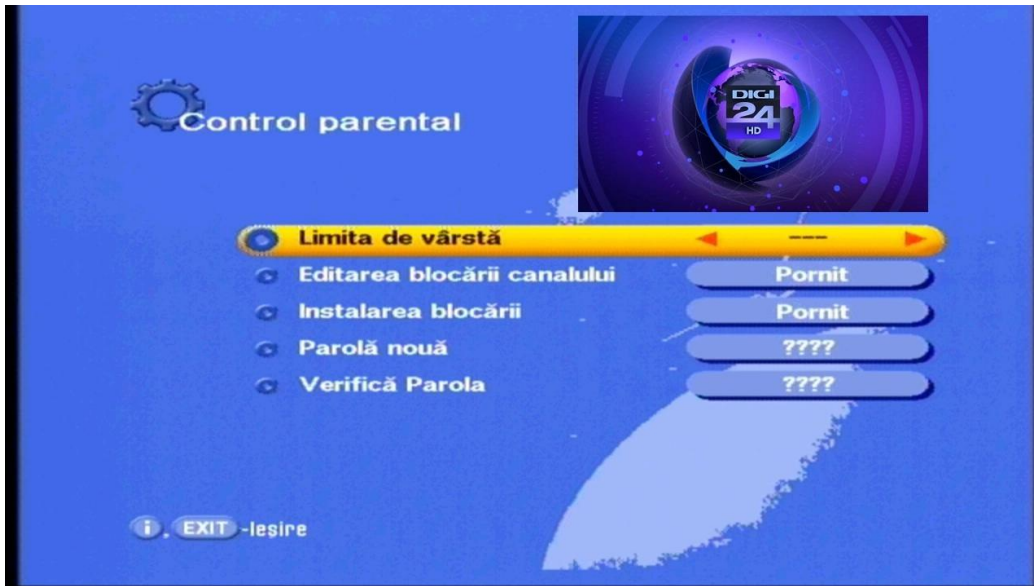 DIGI
24
HD
Control parental
Limita de vârstă ---
Editarea blocării canalului Pornit
Instalarea blocării Pornit
Parolă nouă ????
Verifică Parola ????
i, EXIT-Ieșire